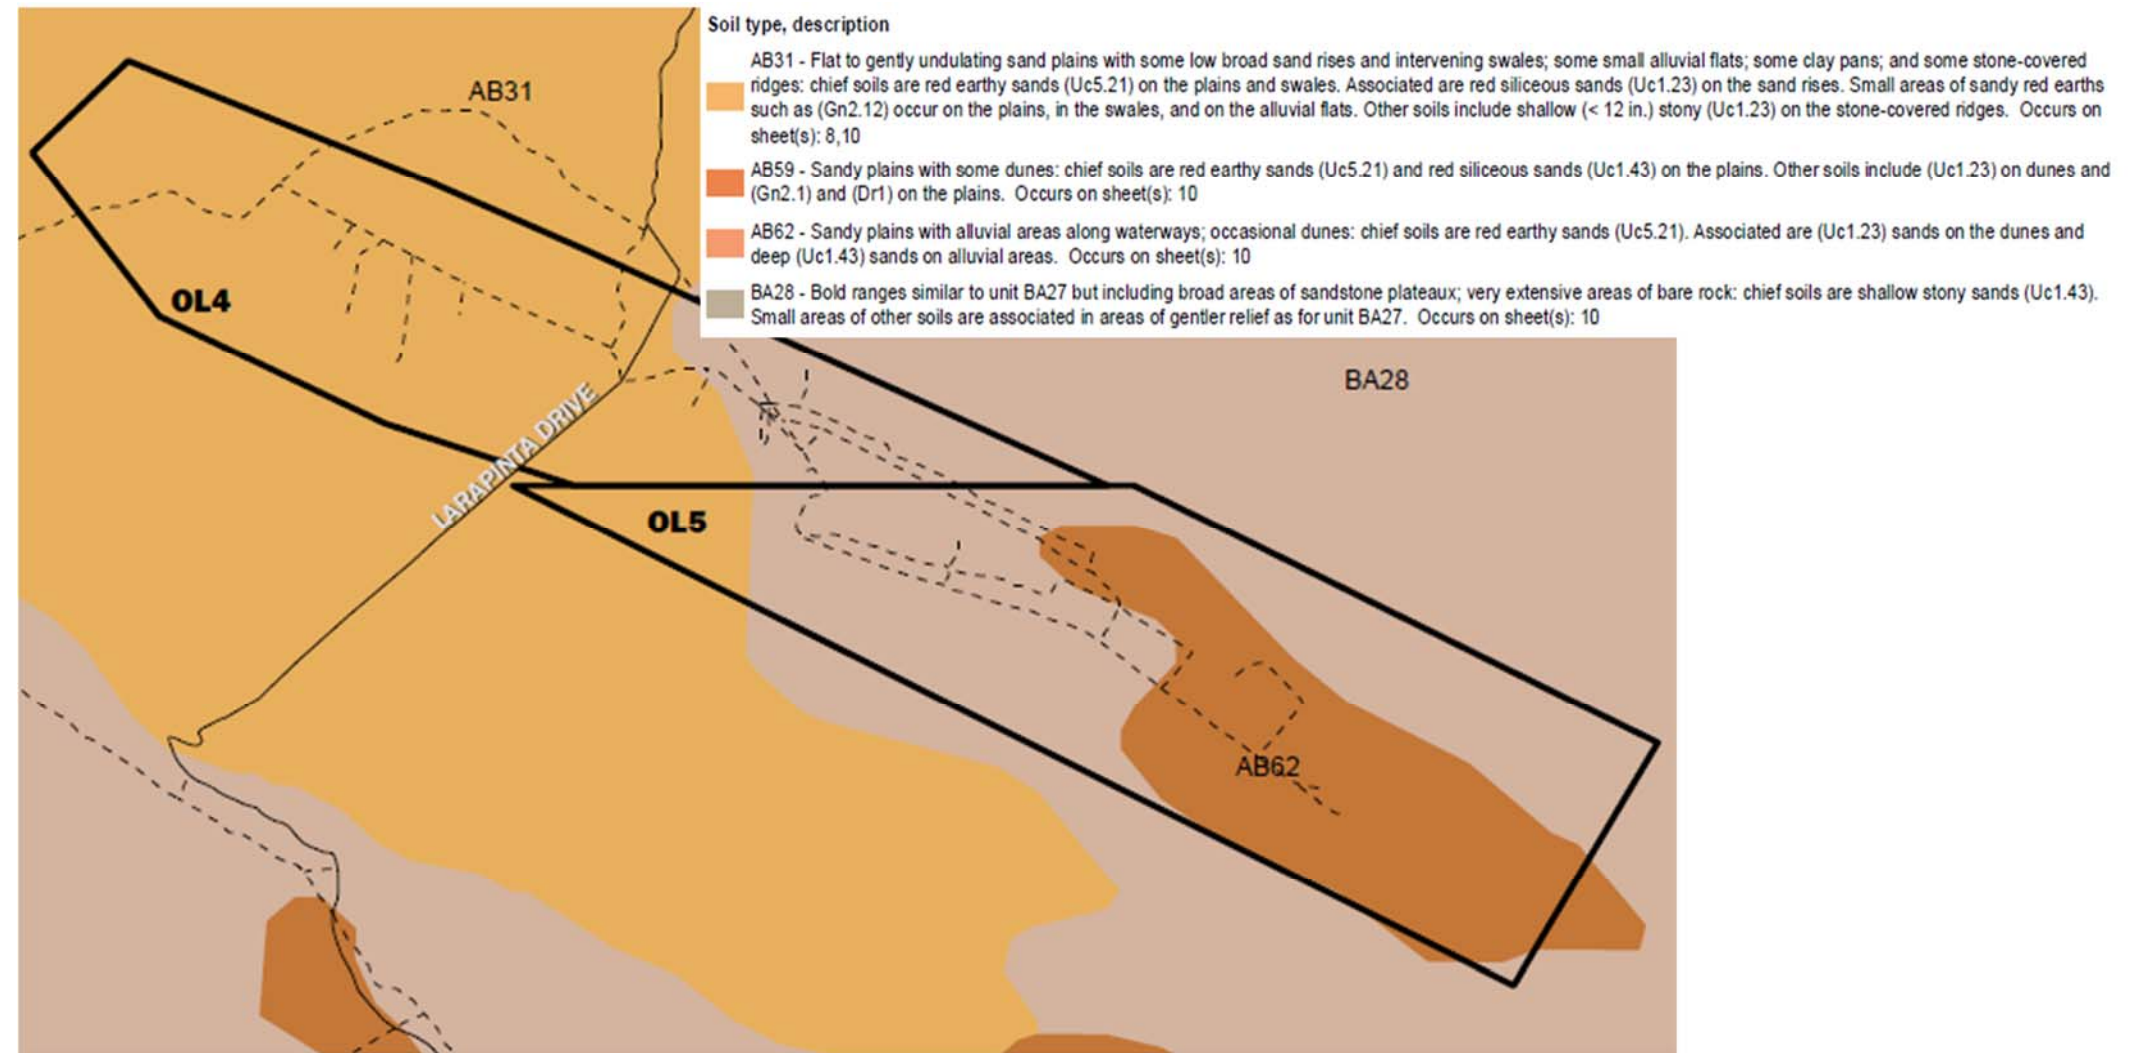 Soil type, description
AB31 - Flat to gently undulating sand plains with some low broad sand rises and intervening swales; some small alluvial flats; some clay pans; and some stone-covered
ridges: chief soils are red earthy sands (Uc5.21) on the plains and swales. Associated are red siliceous sands (Uc1.23) on the sand rises. Small areas of sandy red earths
such as (Gn2.12) occur on the plains, in the swales, and on the alluvial flats. Other soils include shallow (< 12 in.) stony (Uc1.23) on the stone-covered ridges. Occurs on
sheet(s): 8,10
AB59 - Sandy plains with some dunes: chief soils are red earthy sands (Uc5.21) and red siliceous sands (Uc1.43) on the plains. Other soils include (Uc1.23) on dunes and
(Gn2.1) and (Dr1) on the plains. Occurs on sheet(s): 10
AB62 - Sandy plains with alluvial areas along waterways; occasional dunes: chief soils are red earthy sands (Uc5.21). Associated are (Uc1.23) sands on the dunes and
deep (Uc1.43) sands on alluvial areas. Occurs on sheet(s): 10
BA28 - Bold ranges similar to unit BA27 but including broad areas of sandstone plateaux; very extensive areas of bare rock: chief soils are shallow stony sands (Uc1.43).
Small areas of other soils are associated in areas of gentler relief as for unit BA27. Occurs on sheet(s): 10
AB31
OL4
BA28
LARAPINTA DRIVE
OL5
AB62